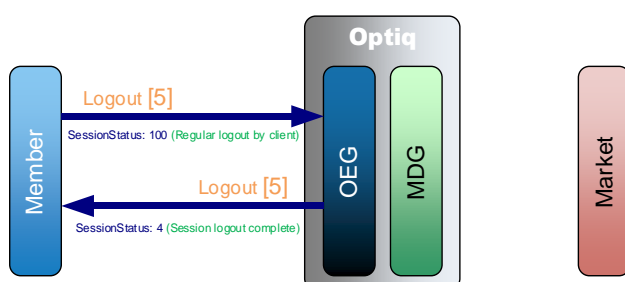 Optiq
Logout [5]
SessionStatus: 100 (Regular logout by client)
Logout [5]
SessionStatus: 4 (Session logout complete)
Member
OEG
MDG
Market